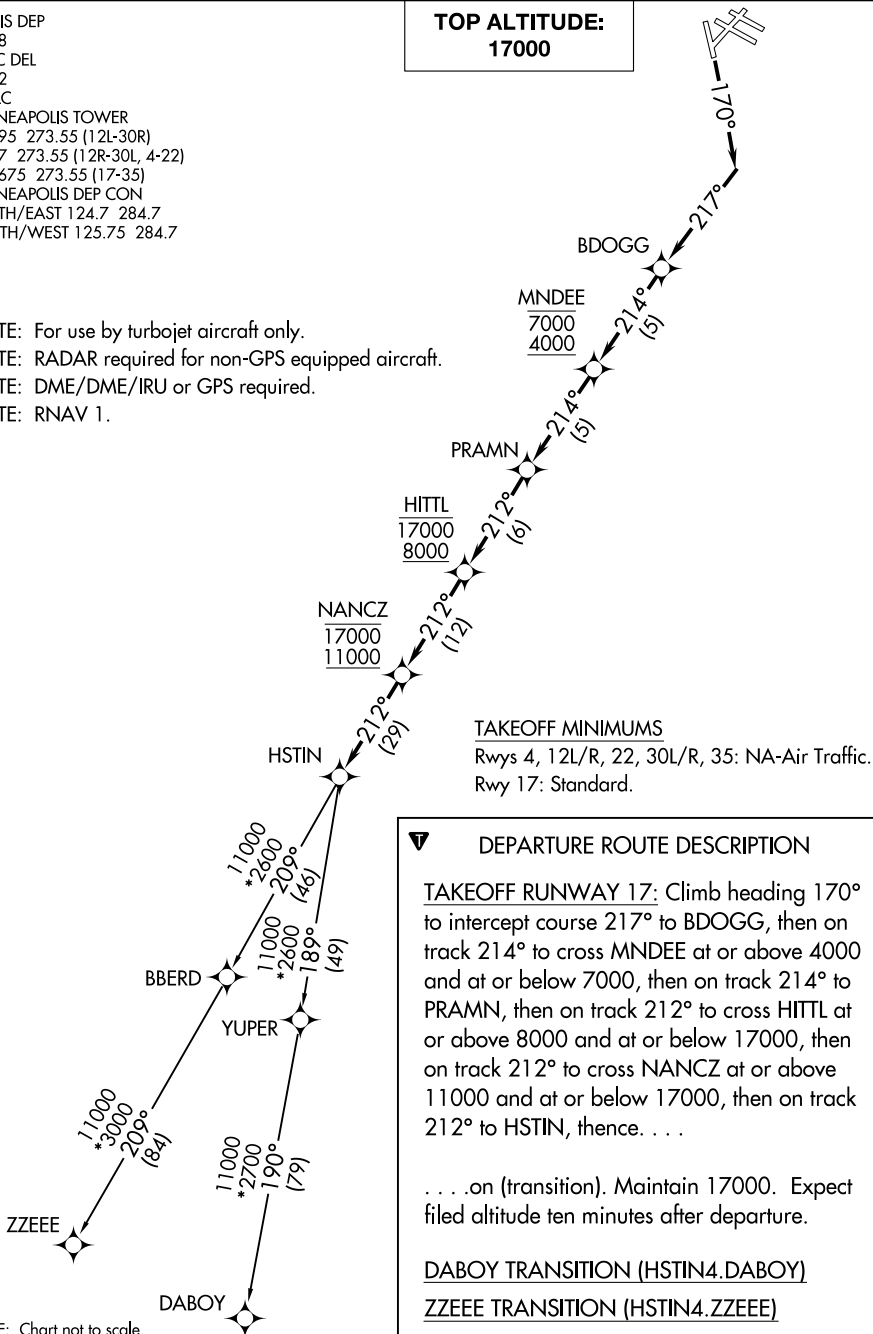 IS DEP
8
C DEL
2
C
NEAPOLIS TOWER
95 273.55 (12L-30R)
7 273.55 (12R-30L, 4-22)
675 273.55 (17-35)
NEAPOLIS DEP CON
TH/EAST 124.7 284.7
TH/WEST 125.75 284.7
TOP ALTITUDE:
17000
170°
217°
BDOGG
214°
(5)
MNDEE
7000
4000
TE: For use by turbojet aircraft only.
TE: RADAR required for non-GPS equipped aircraft.
TE: DME/DME/IRU or GPS required.
TE: RNAV 1.
214°
(5)
PRAMN
212°
(6)
HITTL
17000
8000
212°
(12)
NANCZ
17000
11000
212°
(29)
HSTIN
TAKEOFF MINIMUMS
Rwys 4, 12L/R, 22, 30L/R, 35: NA-Air Traffic.
Rwy 17: Standard.
11000
*2600
209°
(46)
11000
*2600
189°
(49)
BBERD
YUPER
11000
*3000
209°
(84)
11000
*2700
190°
(79)
ZZEEE
DABOY
E: Chart not to scale.
T DEPARTURE ROUTE DESCRIPTION
TAKEOFF RUNWAY 17: Climb heading 170°
to intercept course 217° to BDOGG, then on
track 214° to cross MNDEE at or above 4000
and at or below 7000, then on track 214° to
PRAMN, then on track 212° to cross HITTL at
or above 8000 and at or below 17000, then
on track 212° to cross NANCZ at or above
11000 and at or below 17000, then on track
212° to HSTIN, thence. . . .
. . . .on (transition). Maintain 17000. Expect
filed altitude ten minutes after departure.
DABOY TRANSITION (HSTIN4.DABOY)
ZZEEE TRANSITION (HSTIN4.ZZEEE)